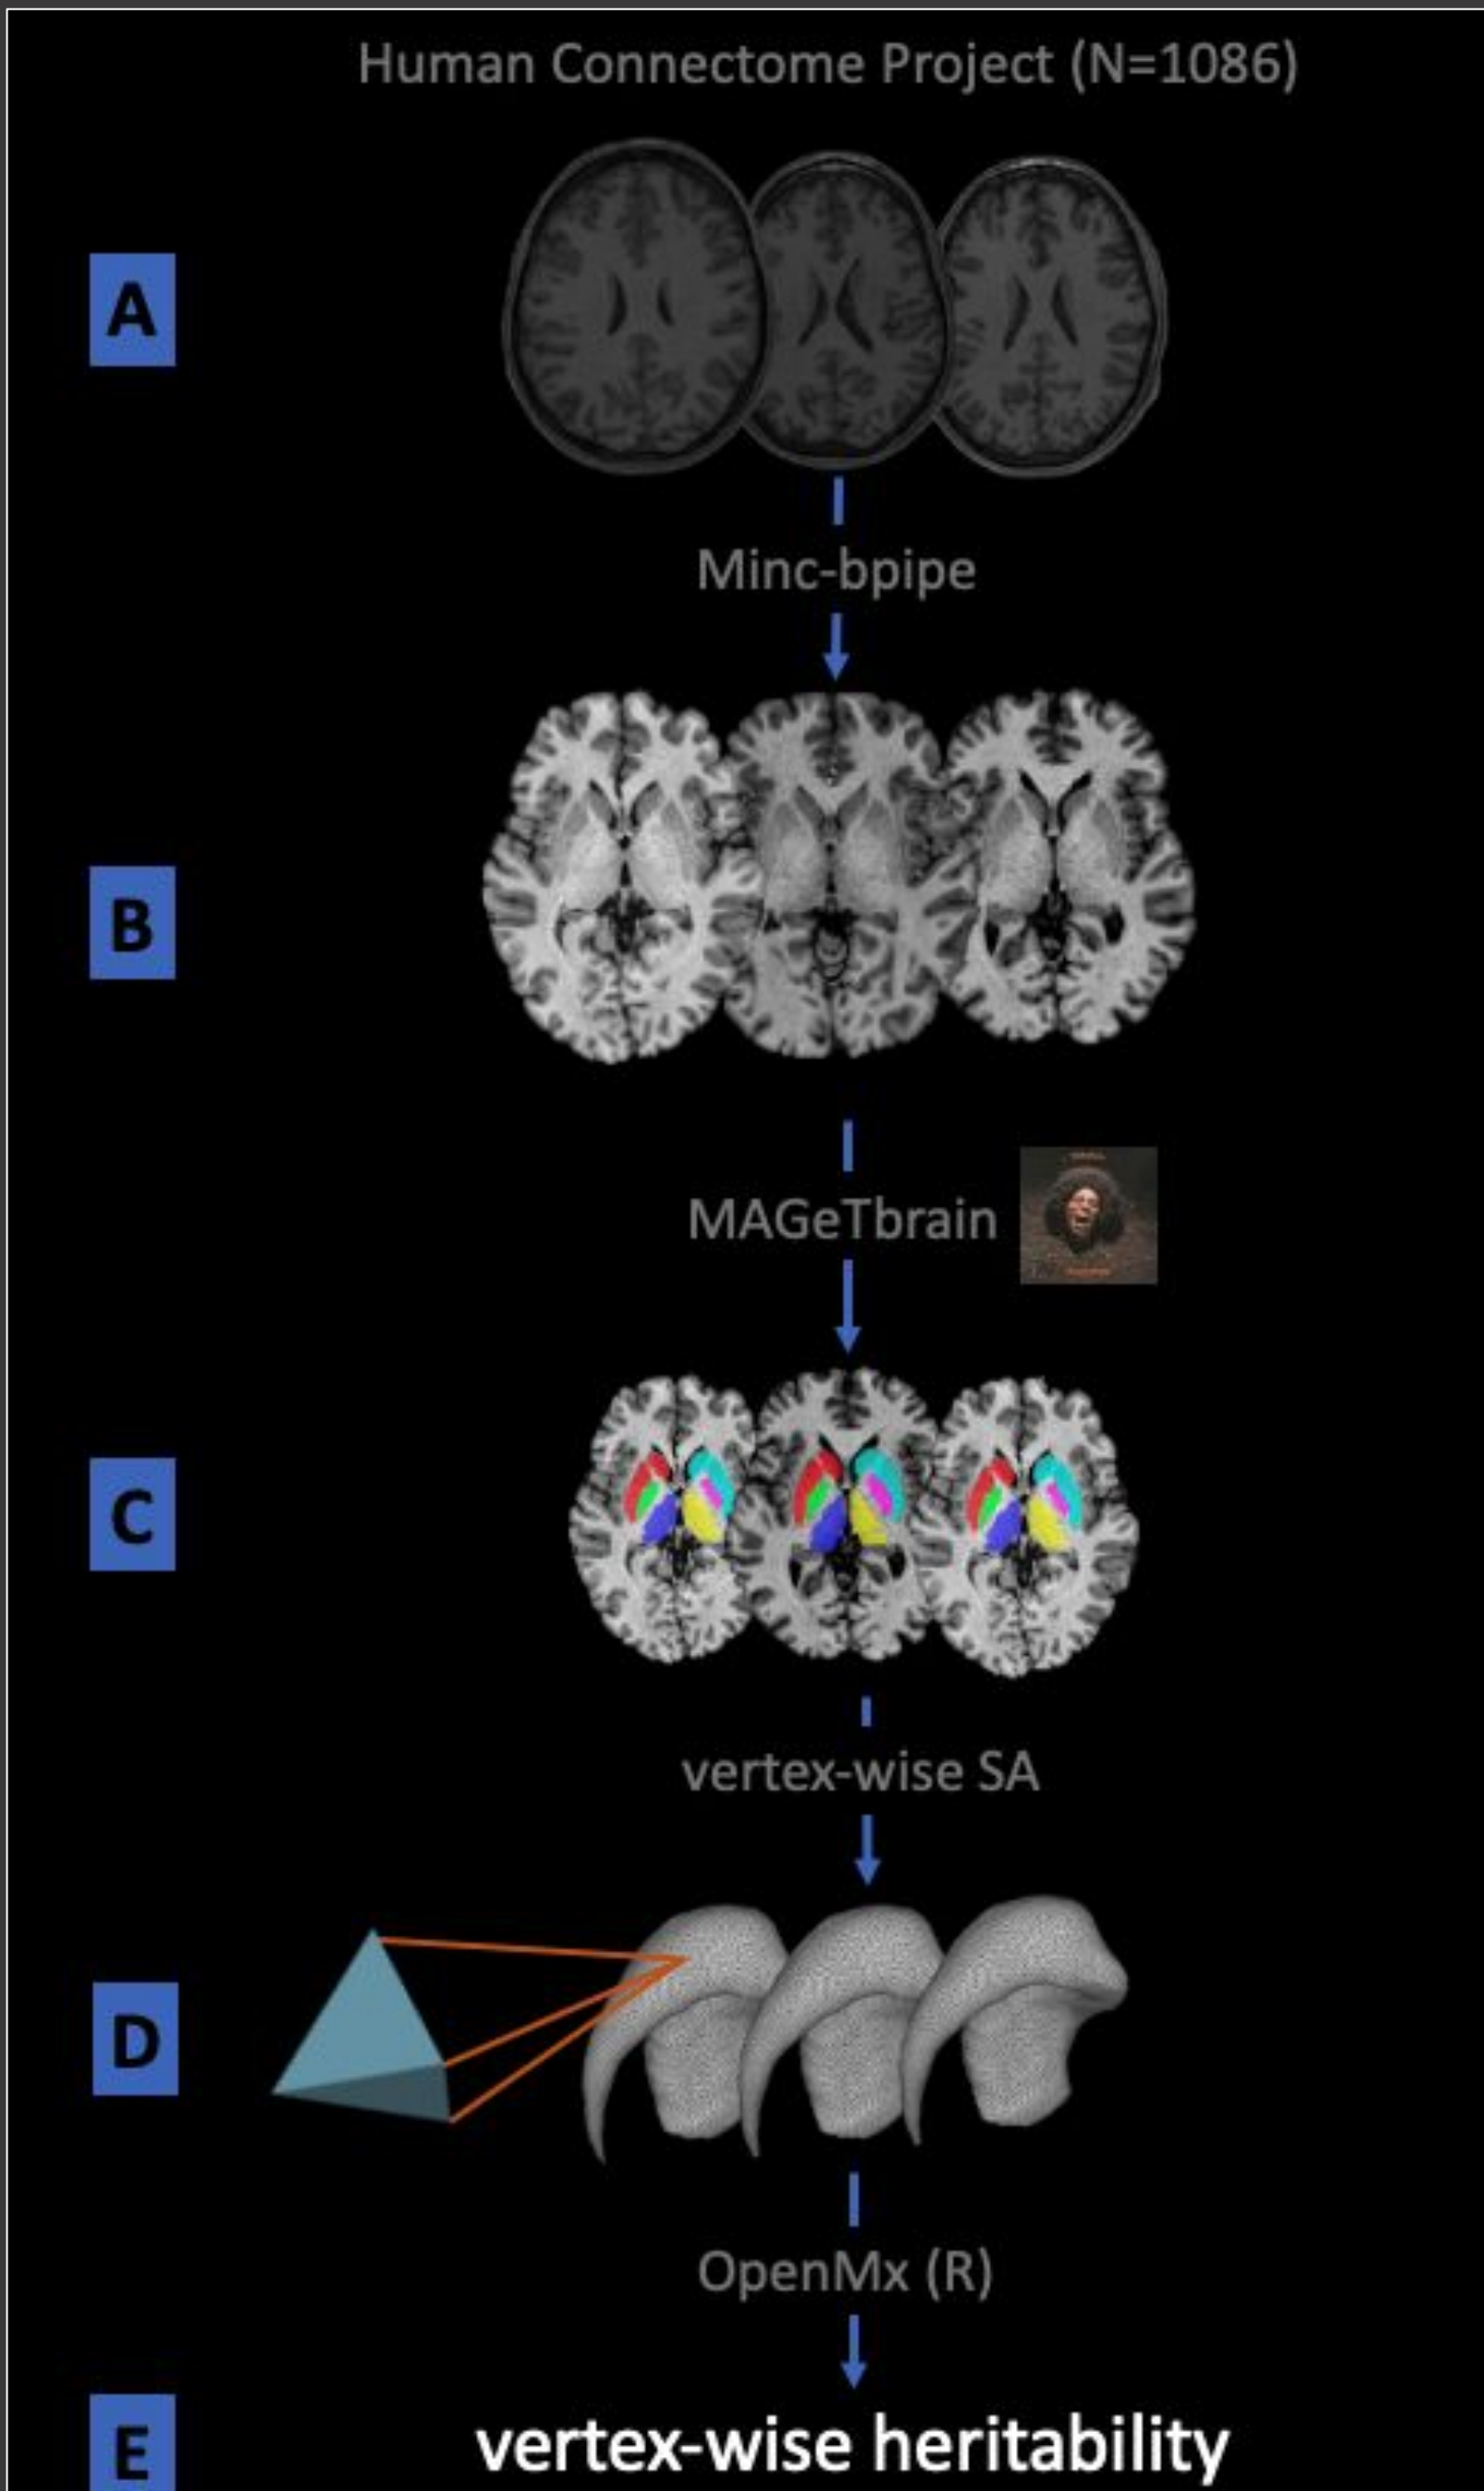 Human Connectome Project (N=1086)
A
Minc-bpipe
B
MAGeTbrain
C
vertex-wise SA
D
OpenMx (R)
E
vertex-wise heritability